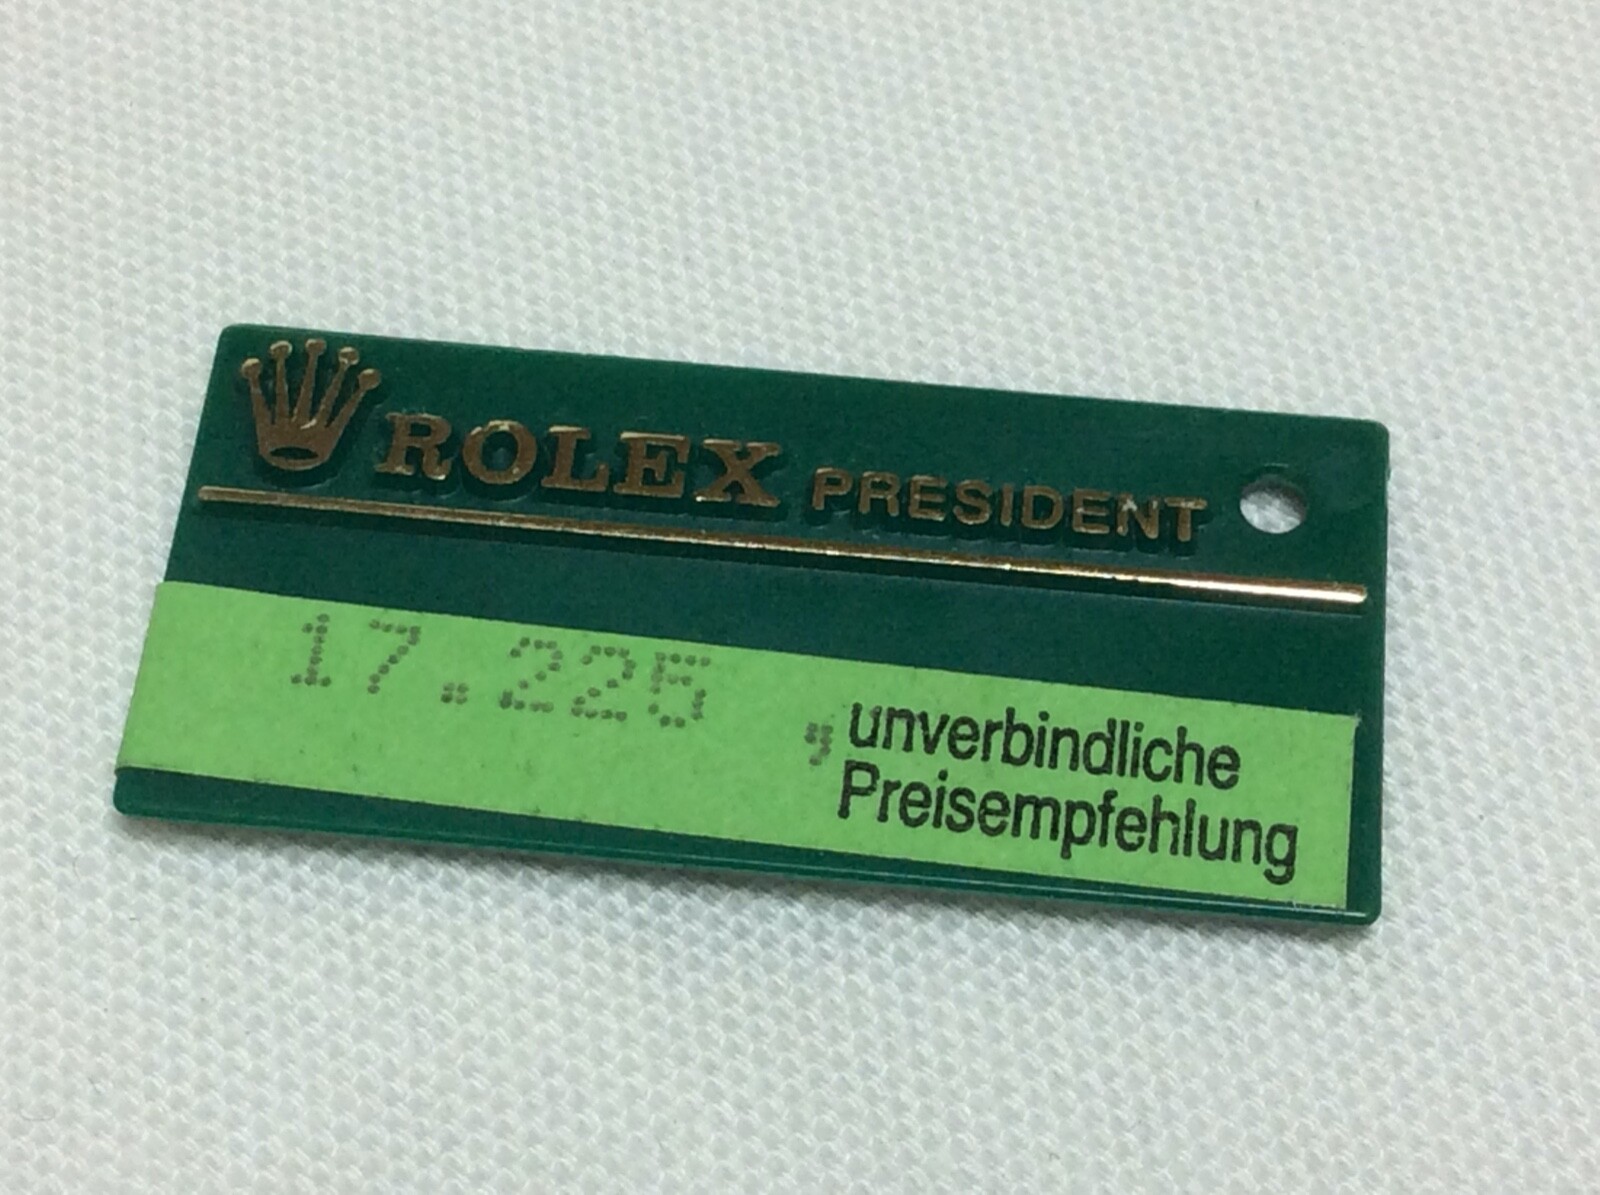 ROLEX PRESIDENT
17.225
, unverbindliche
Preisempfehlung